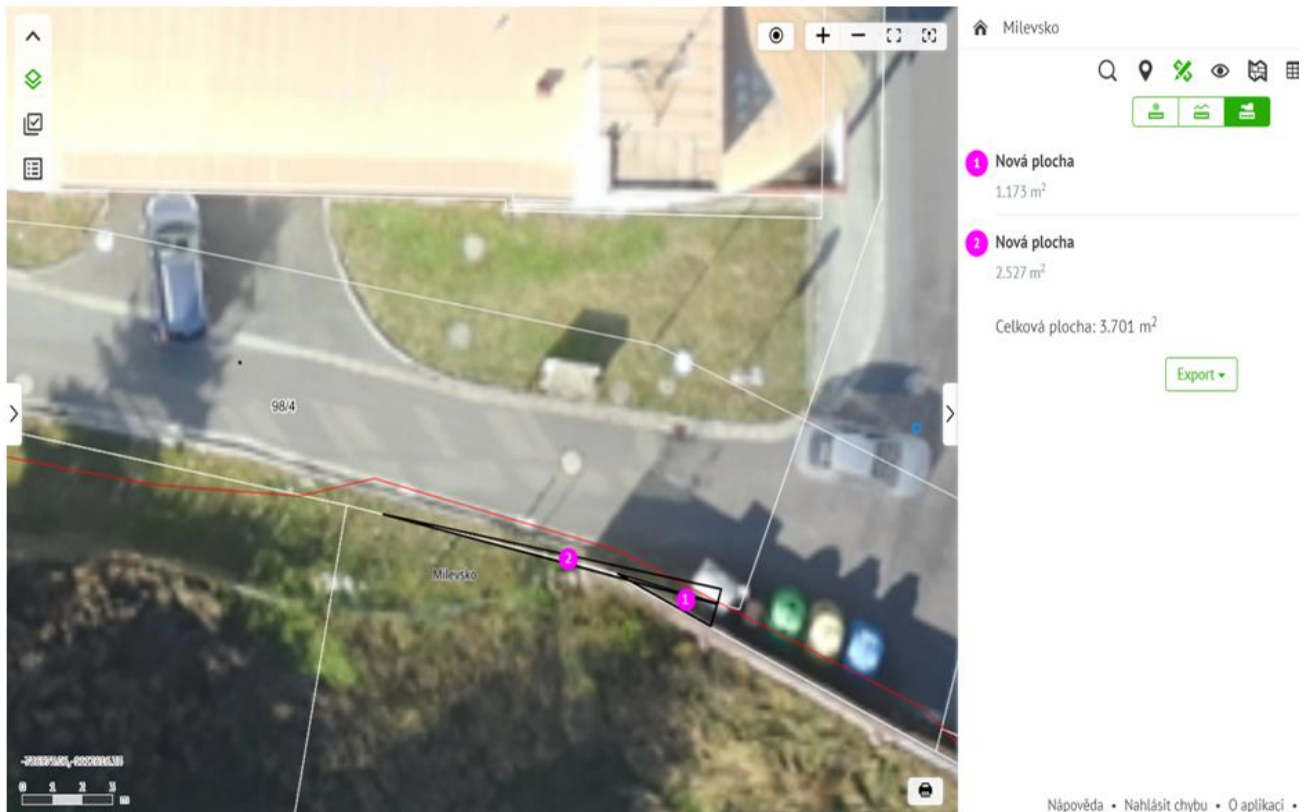 Milevsko
1 Nová plocha
1.173 m²
2 Nová plocha
2.527 m²
Celková plocha: 3.701 m²
Export
98/4
2
Milevsko
1
0 1 2 3 m
Nápověda • Nahlásit chybu • O aplikaci •